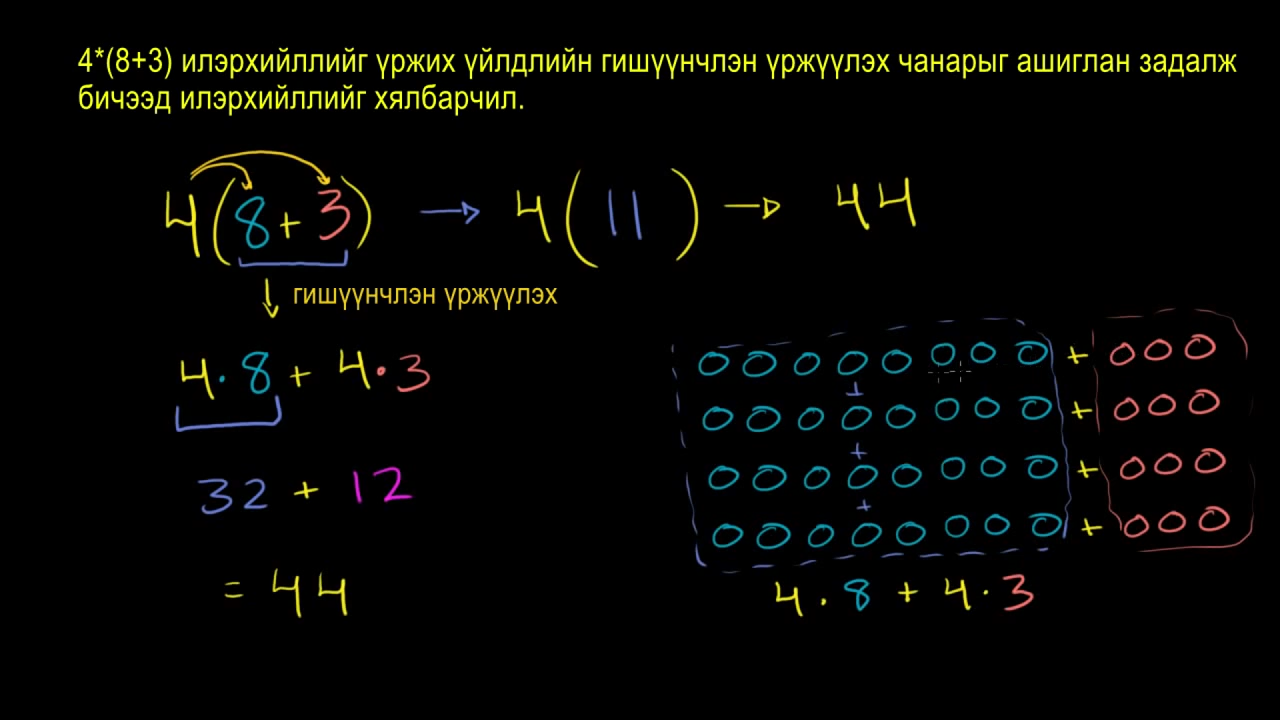 4*(8+3) илэрхийллийг үржих үйлдлийн гишүүнчлэн үржүүлэх чанарыг ашиглан задалж
бичээд илэрхийллийг хялбарчил.
4(8+3) → 4(11) → 44
↓ гишүүнчлэн үржүүлэх
4·8 + 4·3
32 + 12
= 44
+
+
+
+
+
+
+
4·8 + 4·3